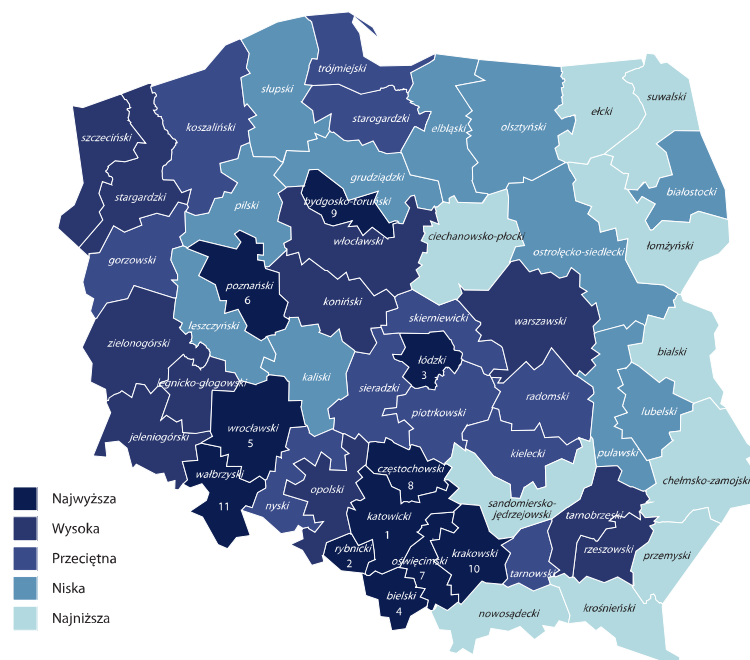 trójmiejski
słupski
suwalski
ełcki
starogardzki
koszaliński
elbląski
olsztyński
szczeciński
grudziądzki
białostocki
stargardzki
pilski
bydgosko-toruński
9
ciechanowsko-płocki
włocławski
łomżyński
ostrołęcko-siedlecki
gorzowski
poznański
6
koniński
skierniewicki
warszawski
leszczyński
zielonogórski
bialski
łódzki
3
kaliski
legnicko-głogowski
sieradzki
radomski
piotrkowski
lubelski
wrocławski
5
jeleniogórski
kielecki
puławski
częstochowski
8
wałbrzyski
11
chełmsko-zamojski
opolski
nyski
sandomiersko-
jędrzejowski
tarnobrzeski
katowicki
1
rybnicki
2
oświęcimski
7
krakowski
10
rzeszowski
przemyski
tarnowski
bielski
4
nowosądecki
krośnieński
Najwyższa
Wysoka
Przeciętna
Niska
Najniższa